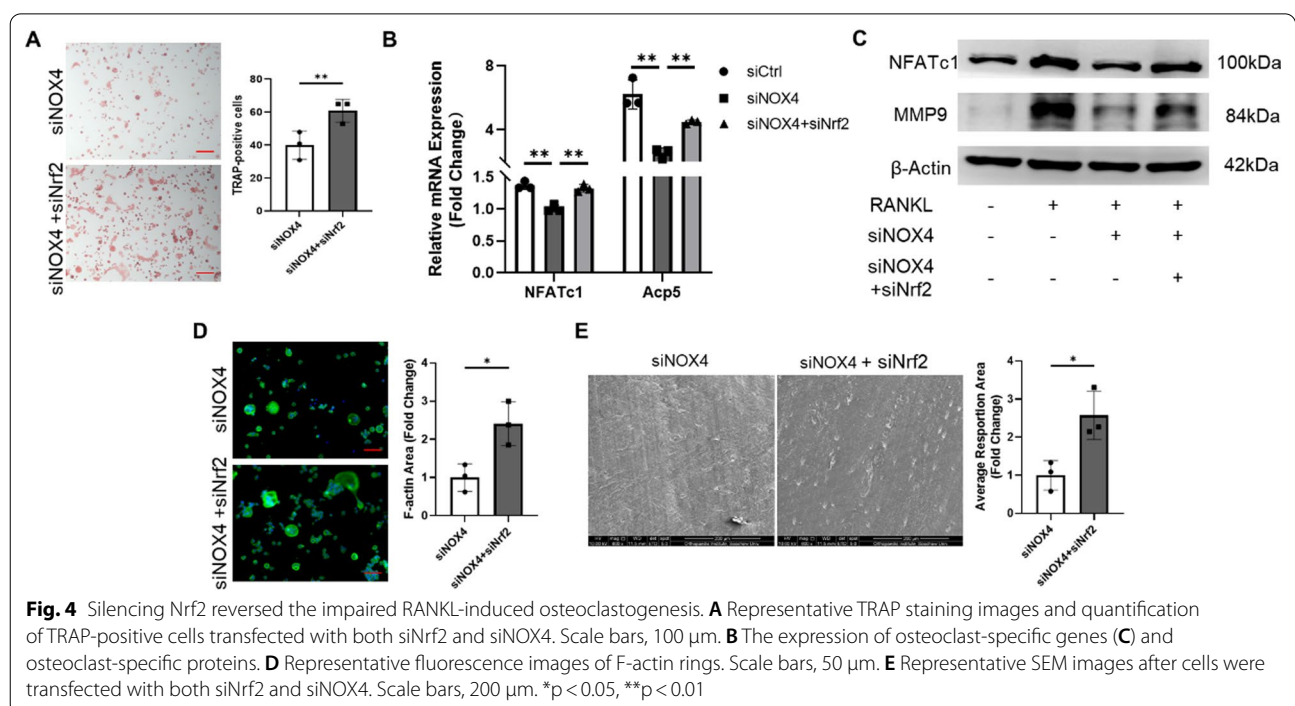 A
siNOX4
siNOX4 +siNrf2
TRAP-positive cells
80
60
40
20
0
**
siNOX4
siNOX4+siNrf2
B
Relative mRNA Expression
(Fold Change)
8
6
4
2
1.5
1.0
0.5
0.0
** **
** **
NFATc1 Acp5
siCtrl
siNOX4
siNOX4+siNrf2
C
NFATc1 100kDa
MMP9 84kDa
β-Actin 42kDa
RANKL - + + +
siNOX4 - - + +
siNOX4
+siNrf2 - - - +
D
siNOX4
siNOX4 +siNrf2
F-actin Area (Fold Change)
4
3
2
1
0
*
siNOX4
siNOX4+siNrf2
E
siNOX4 siNOX4 + siNrf2
Average Resportion Area
(Fold Change)
4
3
2
1
0
*
siNOX4
siNOX4+siNrf2
Fig. 4 Silencing Nrf2 reversed the impaired RANKL-induced osteoclastogenesis. A Representative TRAP staining images and quantification
of TRAP-positive cells transfected with both siNrf2 and siNOX4. Scale bars, 100 μm. B The expression of osteoclast-specific genes (C) and
osteoclast-specific proteins. D Representative fluorescence images of F-actin rings. Scale bars, 50 μm. E Representative SEM images after cells were
transfected with both siNrf2 and siNOX4. Scale bars, 200 μm. *p < 0.05, **p < 0.01